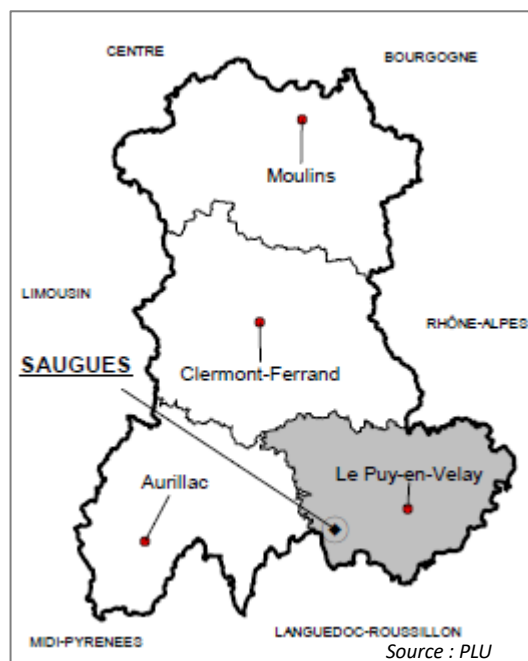 CENTRE
BOURGOGNE
Moulins
LIMOUSIN
RHÔNE-ALPES
SAUGUES
Clermont-Ferrand
Aurillac
Le Puy-en-Velay
MIDI-PYRENEES
LANGUEDOC-ROUSSILLON
Source : PLU